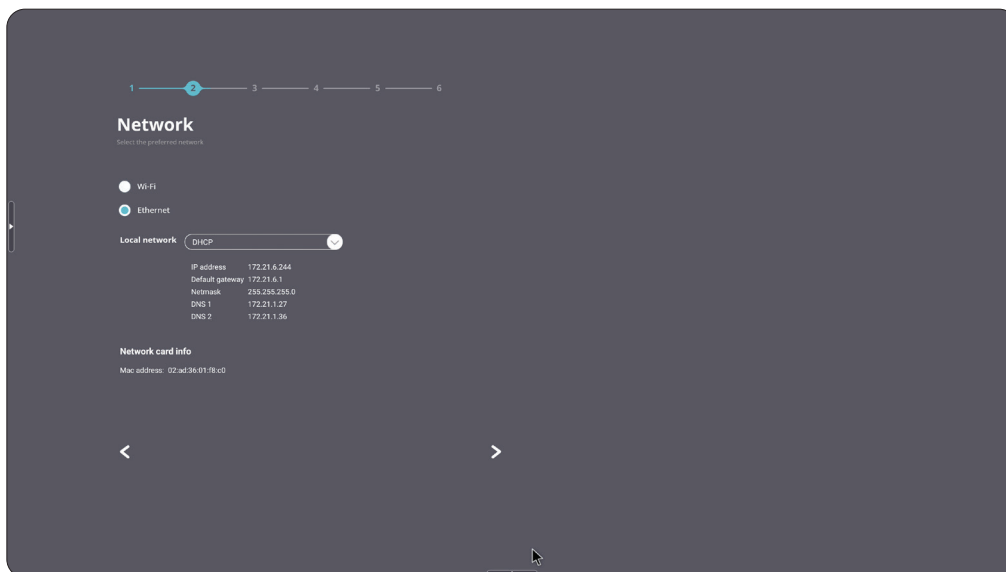 1 2 3 4 5 6
Network
Select the preferred network
Wi-Fi
Ethernet
Local network DHCP
IP address 172.21.6.244
Default gateway 172.21.6.1
Netmask 255.255.255.0
DNS 1 172.21.1.27
DNS 2 172.21.1.36
Network card info
Mac address: 02:ad:36:01:f8:c0